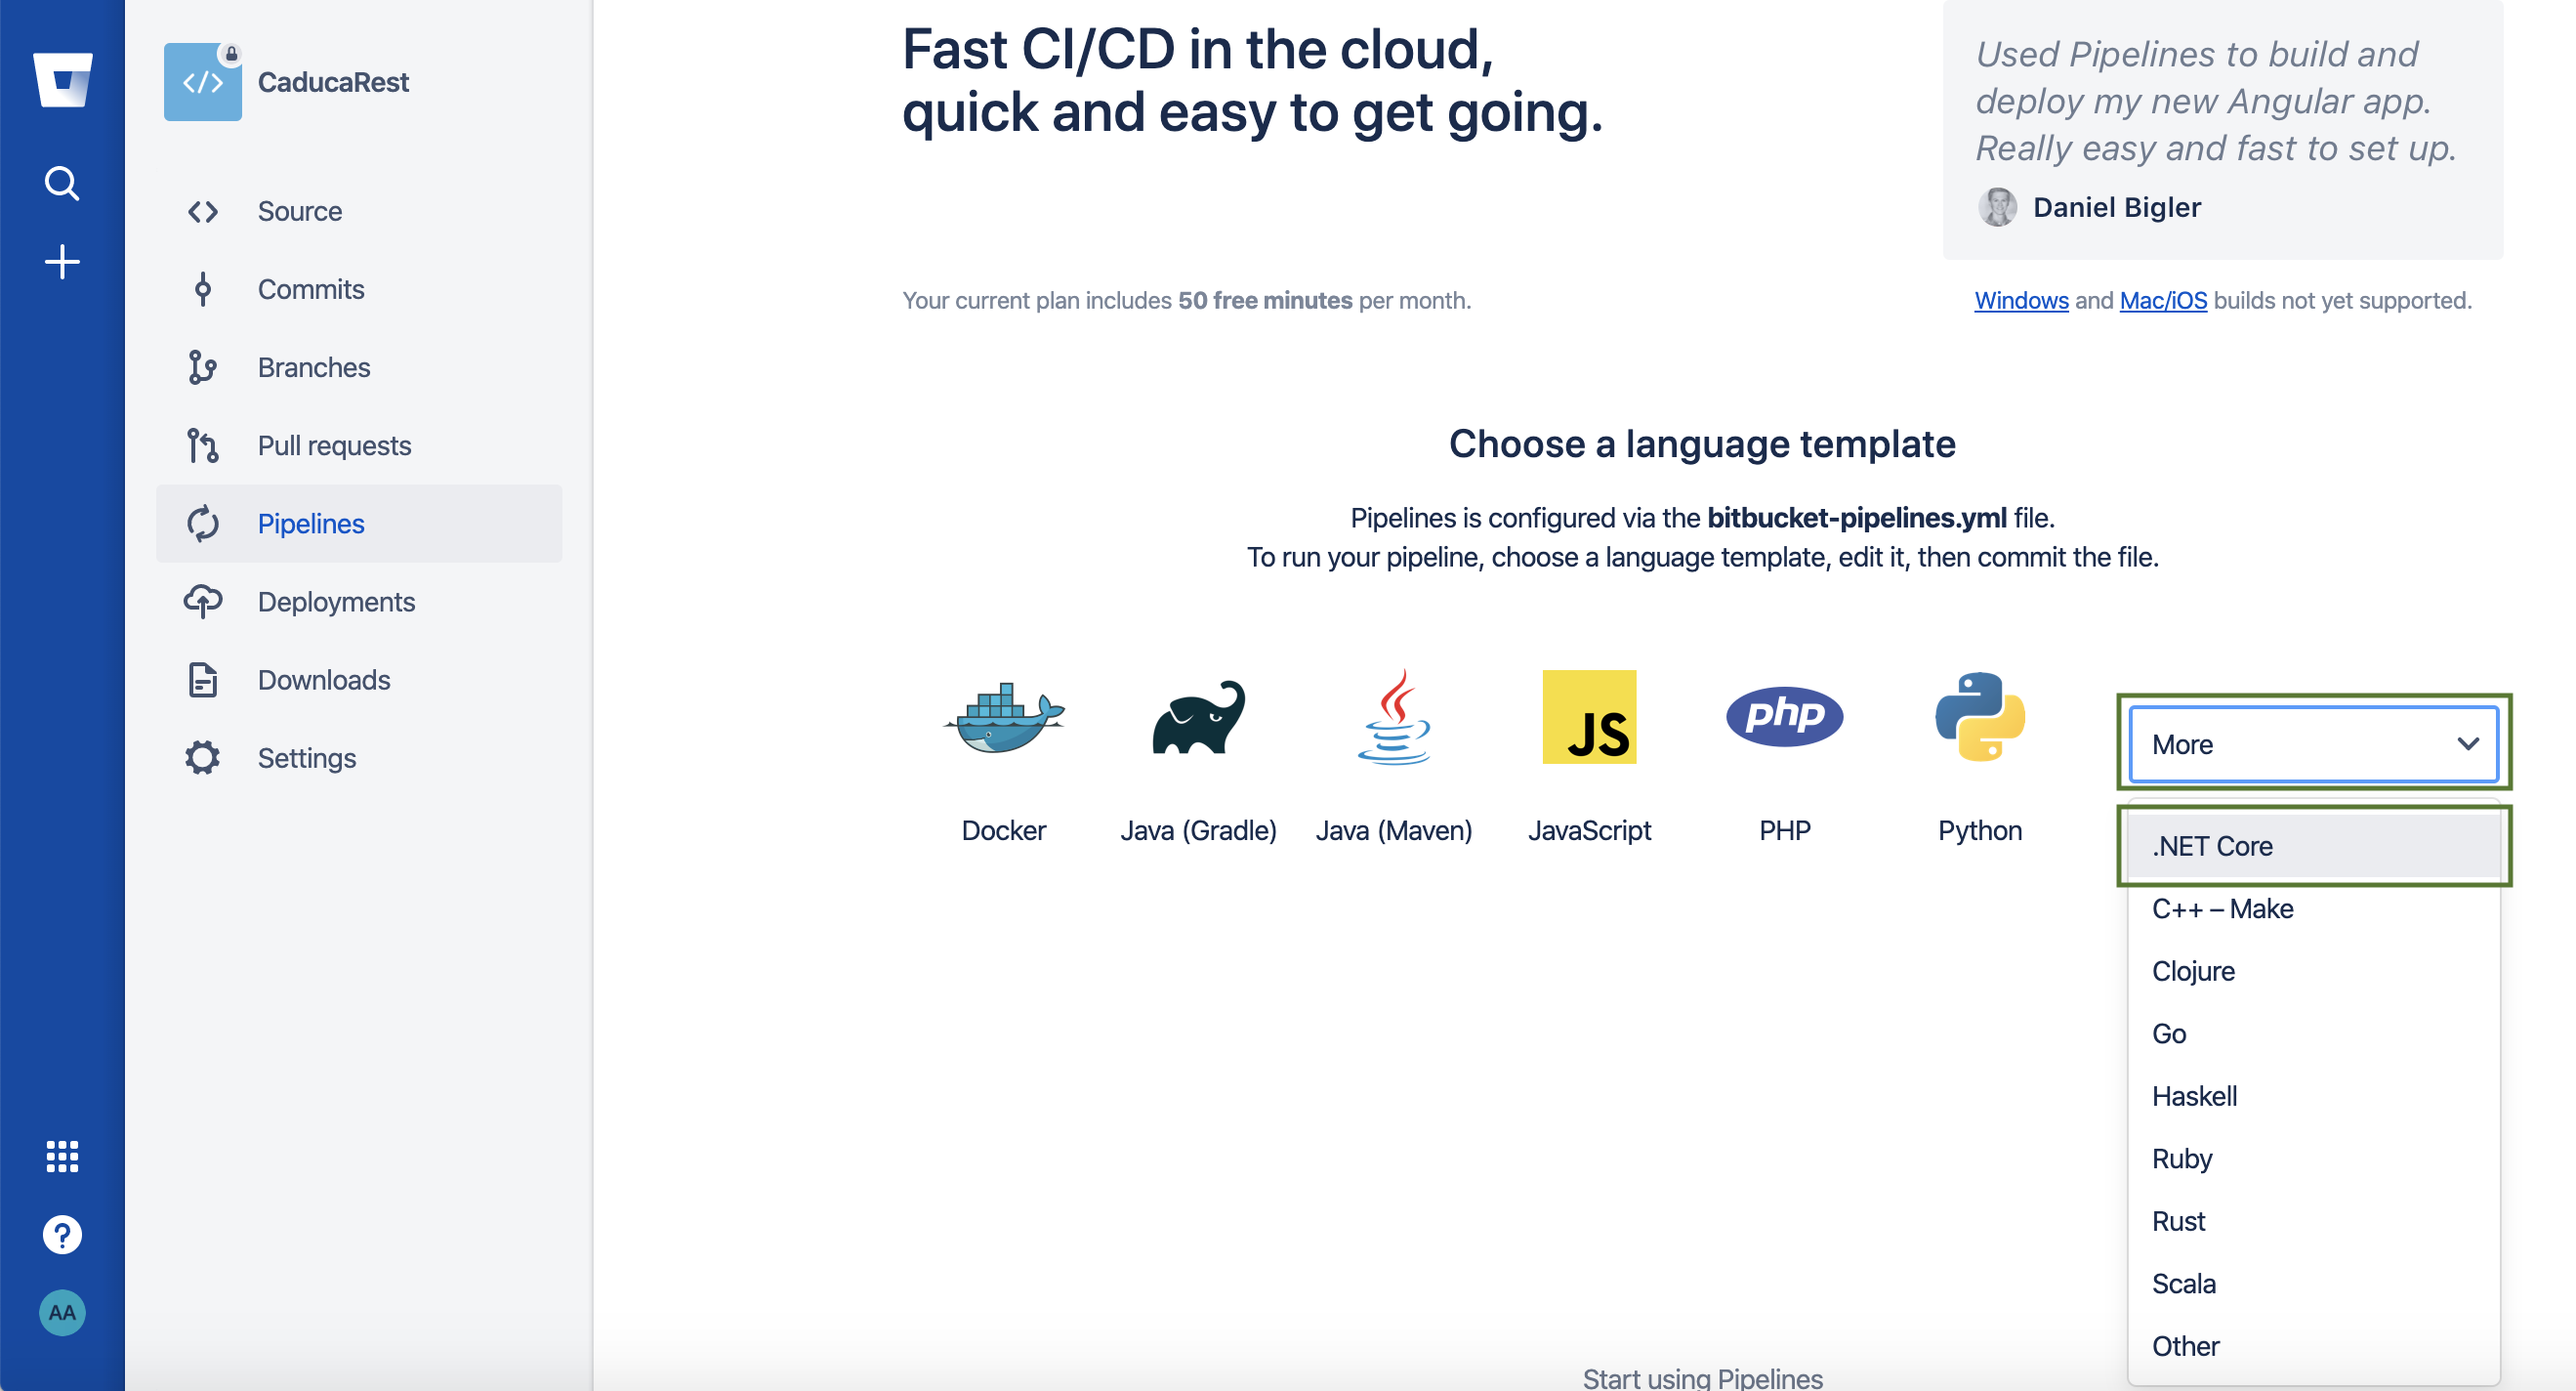 CaducaRest
Source
Commits
Branches
Pull requests
Pipelines
Deployments
Downloads
Settings
AA
Fast CI/CD in the cloud,
quick and easy to get going.
Used Pipelines to build and
deploy my new Angular app.
Really easy and fast to set up.
Daniel Bigler
Your current plan includes 50 free minutes per month.
Windows and Mac/iOS builds not yet supported.
Choose a language template
Pipelines is configured via the bitbucket-pipelines.yml file.
To run your pipeline, choose a language template, edit it, then commit the file.
JS
php
Docker
Java (Gradle)
Java (Maven)
JavaScript
PHP
Python
More
.NET Core
C++ – Make
Clojure
Go
Haskell
Ruby
Rust
Scala
Other
Start using Pipelines